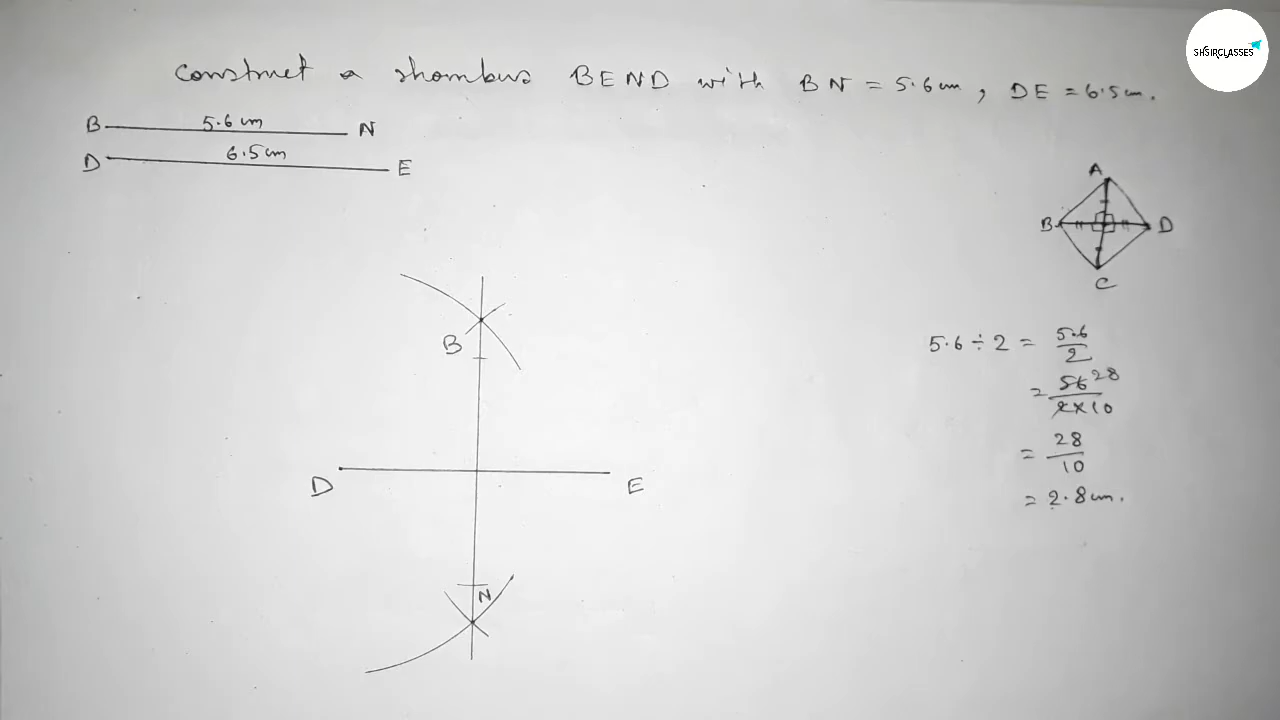 SHSIRCLASSES
construct a rhombus BEND with BN = 5.6 cm, DE = 6.5 cm.
B 5.6 cm N
D 6.5 cm E
A
B D
C
B
D E
N
5.6 ÷ 2 = 5.6/2
= 56 28/2×10
= 28/10
= 2.8 cm.